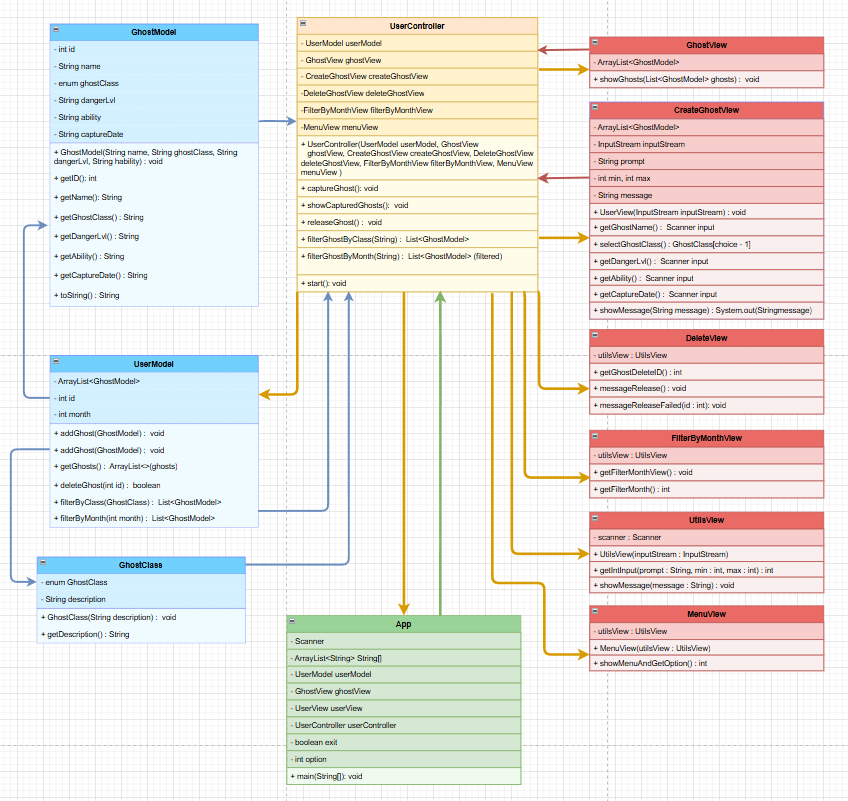 GhostModel
- int id
- String name
- enum ghostClass
- String dangerLvl
- String ability
- String captureDate
+ GhostModel(String name, String ghostClass, String
dangerLvl, String hability) : void
+ getID(): int
+ getName(): String
+ getGhostClass() : String
+ getDangerLvl() : String
+ getAbility() : String
+ getCaptureDate() : String
+ toString() : String
UserModel
- ArrayList<GhostModel>
- int id
- int month
+ addGhost(GhostModel) : void
+ addGhost(GhostModel) : void
+ getGhosts() : ArrayList<>(ghosts)
+ deleteGhost(int id) : boolean
+ filterByClass(GhostClass) : List<GhostModel>
+ filterByMonth(int month) : List<GhostModel>
GhostClass
- enum GhostClass
- String description
+ GhostClass(String description) : void
+ getDescription() : String
UserController
- UserModel userModel
- GhostView ghostView
- CreateGhostView createGhostView
-DeleteGhostView deleteGhostView
-FilterByMonthView filterByMonthView
-MenuView menuView
+ UserController(UserModel userModel, GhostView
ghostView, CreateGhostView createGhostView, DeleteGhostView
deleteGhostView, FilterByMonthView filterByMonthView, MenuView
menuView )
+ captureGhost(): void
+ showCapturedGhosts(): void
+ releaseGhost() : void
+ filterGhostByClass(String) : List<GhostModel>
+ filterGhostByMonth(String) : List<GhostModel> (filtered)
+ start(): void
App
- Scanner
- ArrayList<String> String[]
- UserModel userModel
- GhostView ghostView
- UserView userView
- UserController userController
- boolean exit
- int option
+ main(String[]): void
GhostView
- ArrayList<GhostModel>
+ showGhosts(List<GhostModel> ghosts) : void
CreateGhostView
- ArrayList<GhostModel>
- InputStream inputStream
- String prompt
- int min, int max
- String message
+ UserView(InputStream inputStream) : void
+ getGhostName() : Scanner input
+ selectGhostClass() : GhostClass[choice - 1]
+ getDangerLvl() : Scanner input
+ getAbility() : Scanner input
+ getCaptureDate() : Scanner input
+ showMessage(String message) : System.out(Stringmessage)
DeleteView
- utilsView : UtilsView
+ getGhostDeleteID() : int
+ messageRelease() : void
+ messageReleaseFailed(id : int): void
FilterByMonthView
- utilsView : UtilsView
+ getFilterMonthView() : void
+ getFilterMonth() : int
UtilsView
- scanner : Scanner
+ UtilsView(inputStream : InputStream)
+ getIntInput(prompt : String, min : int, max : int) : int
+ showMessage(message : String) : void
MenuView
- utilsView : UtilsView
+ MenuView(utilsView : UtilsView)
+ showMenuAndGetOption() : int